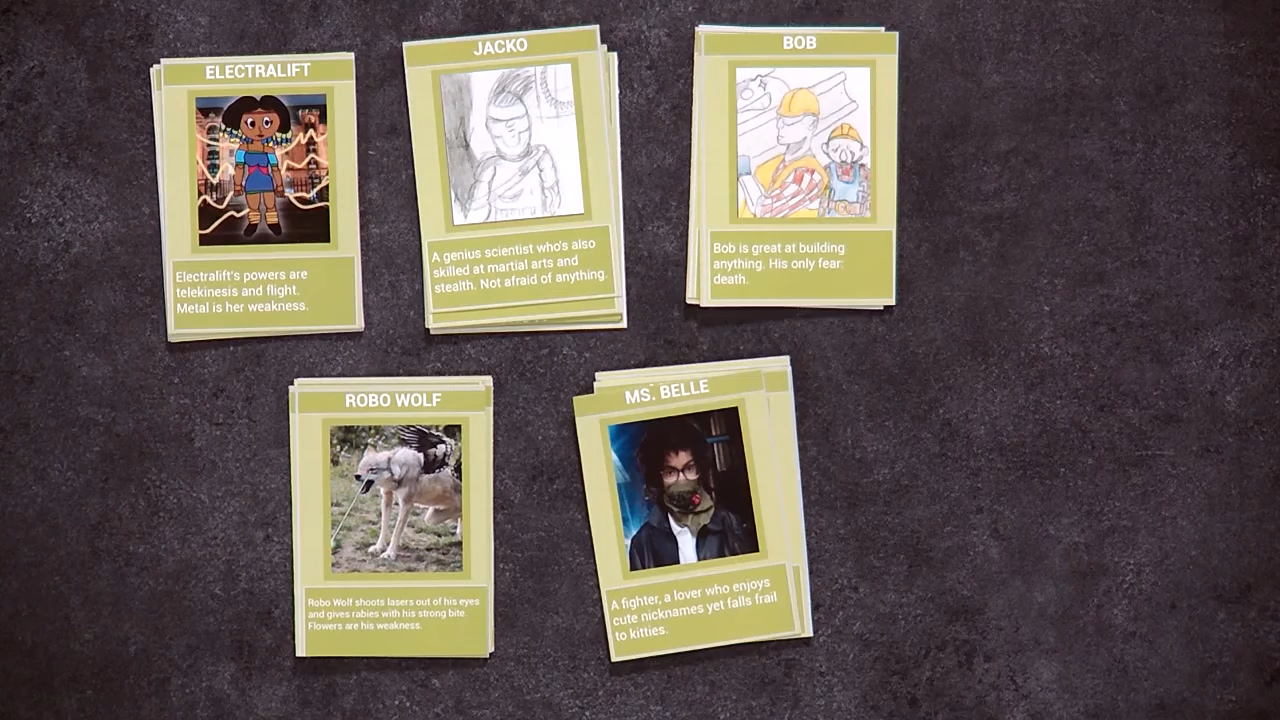 ELECTRALIFT
Electralift's powers are
telekinesis and flight.
Metal is her weakness.
JACKO
A genius scientist who's also
skilled at martial arts and
stealth. Not afraid of anything.
BOB
Bob is great at building
anything. His only fear:
death.
ROBO WOLF
Robo Wolf shoots lasers out of his eyes
and gives rabies with his strong bite.
Flowers are his weakness.
MS. BELLE
A fighter, a lover who enjoys
cute nicknames yet falls frail
to kitties.